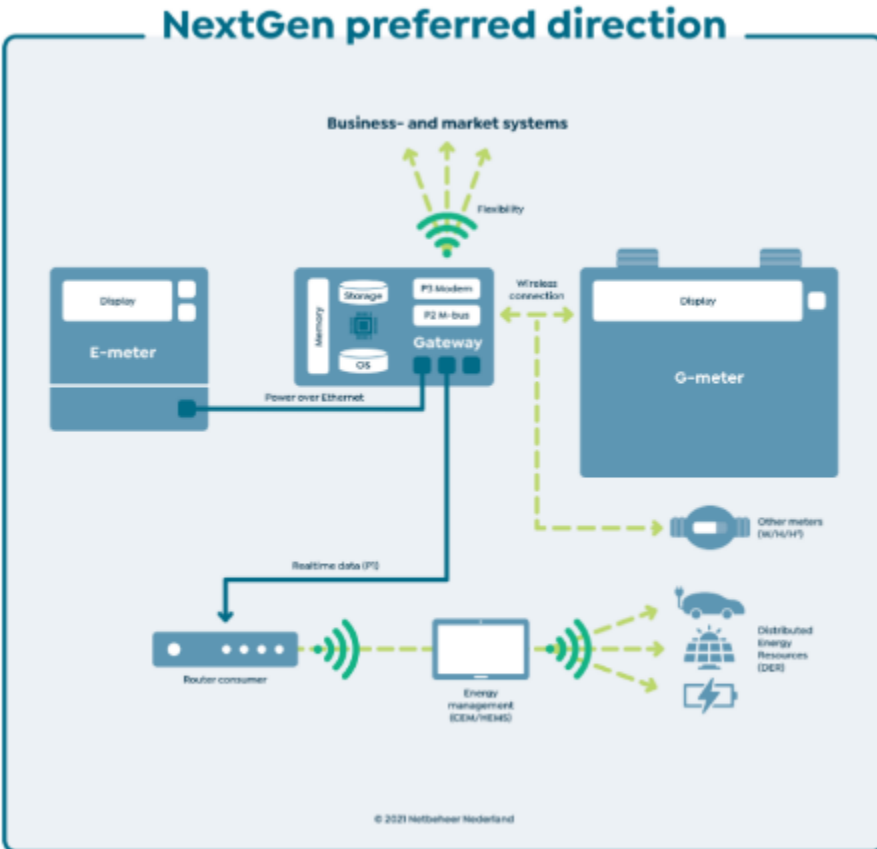 NextGen preferred direction
Business- and market systems
Flexibility
Display
E-meter
Memory
Storage
OS
P3 Modem
P2 M-bus
Gateway
Wireless
connection
Display
G-meter
Power over Ethernet
Other meters
(W/H/H²)
Realtime data (P1)
Router consumer
Energy
management
(CEM/HEMS)
Distributed
Energy
Resources
(DER)
© 2021 Netbeheer Nederland